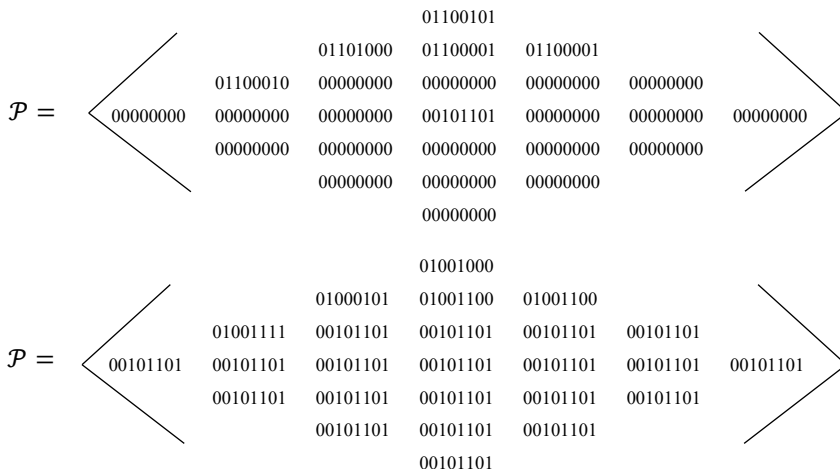 01100101
01101000 01100001 01100001
01100010 00000000 00000000 00000000 00000000
𝒫 = 00000000 00000000 00000000 00101101 00000000 00000000 00000000
00000000 00000000 00000000 00000000 00000000
00000000 00000000 00000000
00000000
01001000
01000101 01001100 01001100
01001111 00101101 00101101 00101101 00101101
𝒫 = 00101101 00101101 00101101 00101101 00101101 00101101 00101101
00101101 00101101 00101101 00101101 00101101
00101101 00101101 00101101
00101101